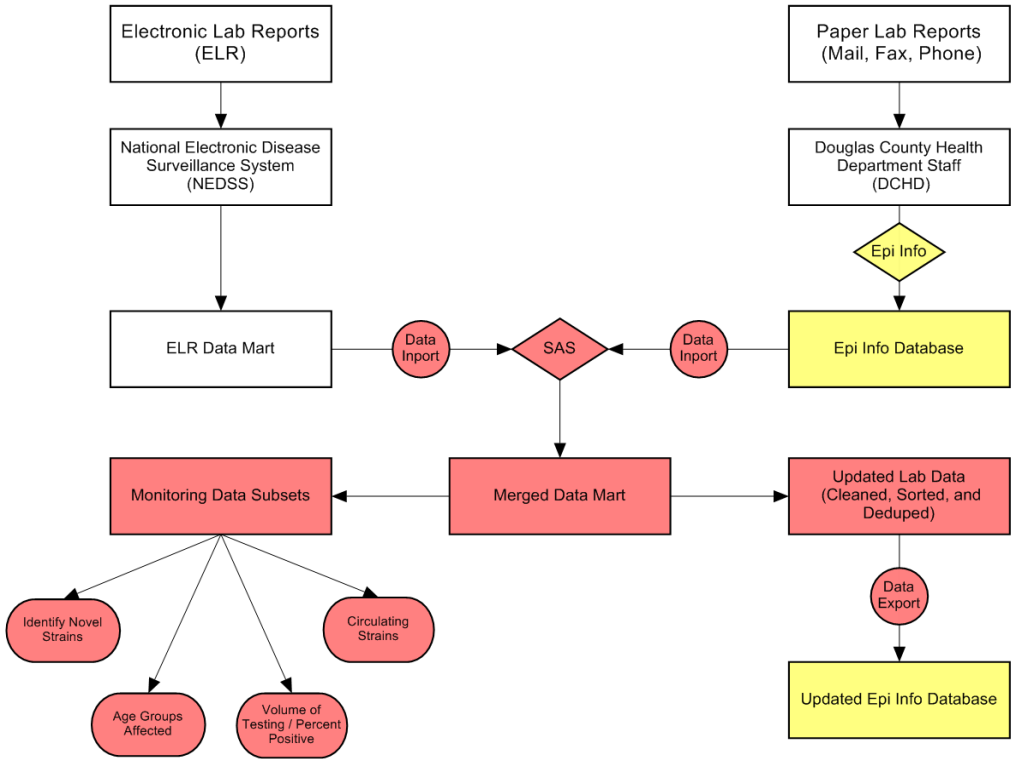 Electronic Lab Reports
(ELR)
Paper Lab Reports
(Mail, Fax, Phone)
National Electronic Disease
Surveillance System
(NEDSS)
Douglas County Health
Department Staff
(DCHD)
Epi Info
ELR Data Mart
Data
Inport
SAS
Data
Inport
Epi Info Database
Monitoring Data Subsets
Merged Data Mart
Updated Lab Data
(Cleaned, Sorted, and
Deduped)
Data
Export
Identify Novel
Strains
Circulating
Strains
Age Groups
Affected
Volume of
Testing / Percent
Positive
Updated Epi Info Database